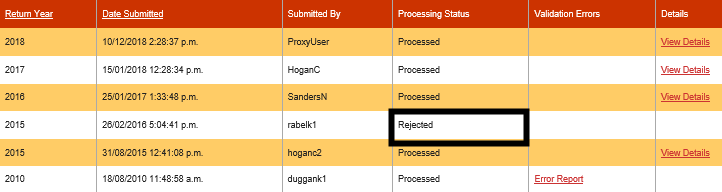 Return Year Date Submitted Submitted By Processing Status Validation Errors Details
2018 10/12/2018 2:28:37 p.m. ProxyUser Processed View Details
2017 15/01/2018 12:28:34 p.m. HoganC Processed View Details
2016 25/01/2017 1:33:48 p.m. SandersN Processed View Details
2015 26/02/2016 5:04:41 p.m. rabelk1 Rejected
2015 31/08/2015 12:41:08 p.m. hoganc2 Processed View Details
2010 18/08/2010 11:48:58 a.m. duggank1 Processed Error Report